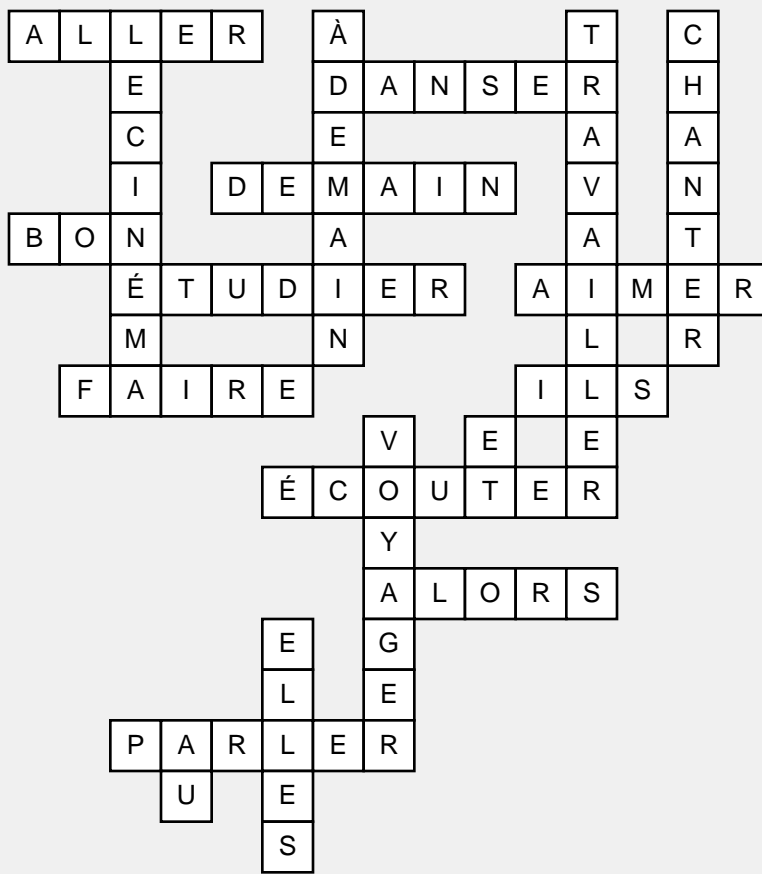 A L L E R À T C
E D A N S E R H
C E A A
I D E M A I N V N
B O N A A T
É T U D I E R A I M E R
M N L R
F A I R E I L S
V E E
É C O U T E R
Y
A L O R S
E G
L E
P A R L E R
U E
S